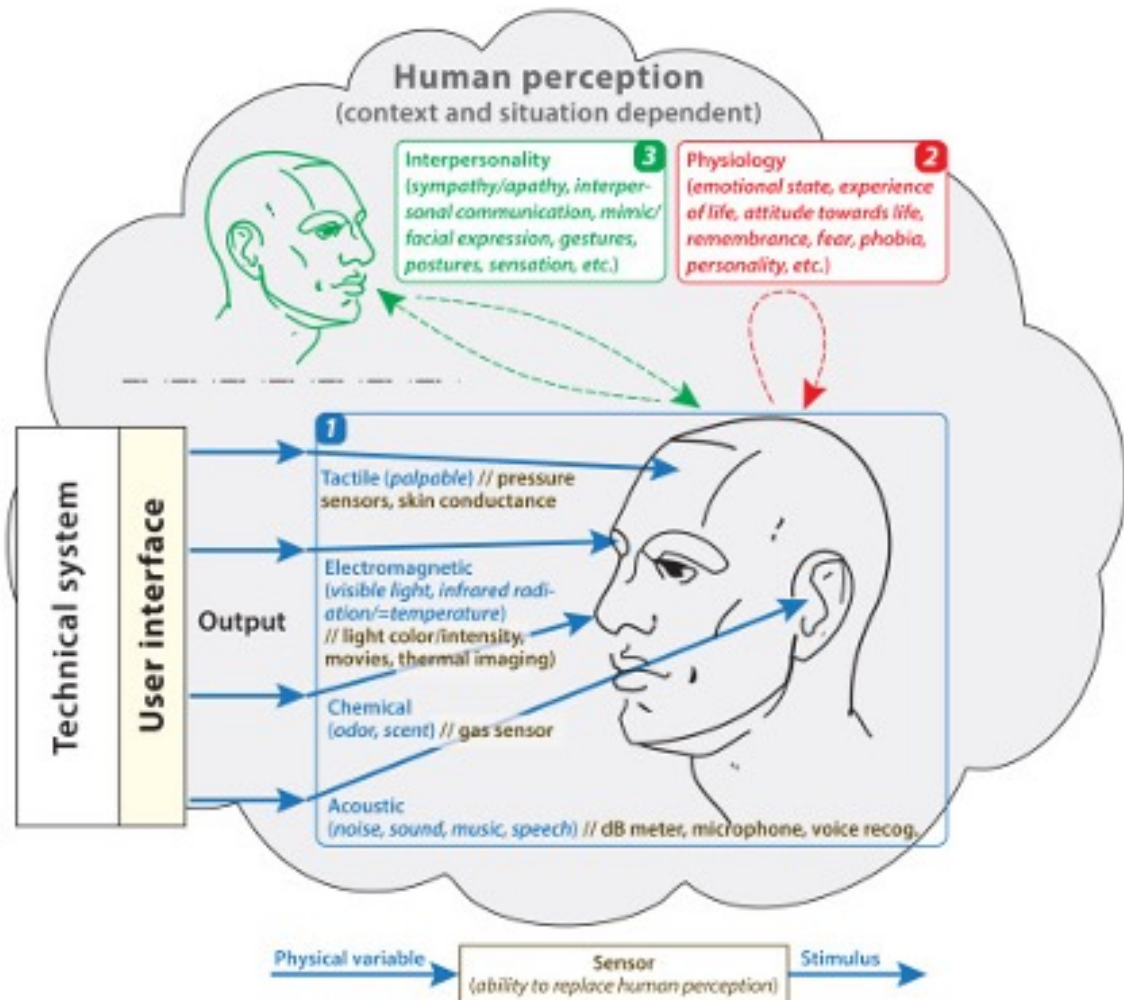 Human perception
(context and situation dependent)
Interpersonality 3
(sympathy/apathy, interper-
sonal communication, mimic/
facial expression, gestures,
postures, sensation, etc.)
Physiology 2
(emotional state, experience
of life, attitude towards life,
remembrance, fear, phobia,
personality, etc.)
Technical system
User interface
Output
1
Tactile (palpable) // pressure
sensors, skin conductance
Electromagnetic
(visible light, infrared radi-
ation/=temperature)
// light color/intensity,
movies, thermal imaging)
Chemical
(odor, scent) // gas sensor
Acoustic
(noise, sound, music, speech) // dB meter, microphone, voice recog.
Physical variable
Sensor
(ability to replace human perception)
Stimulus